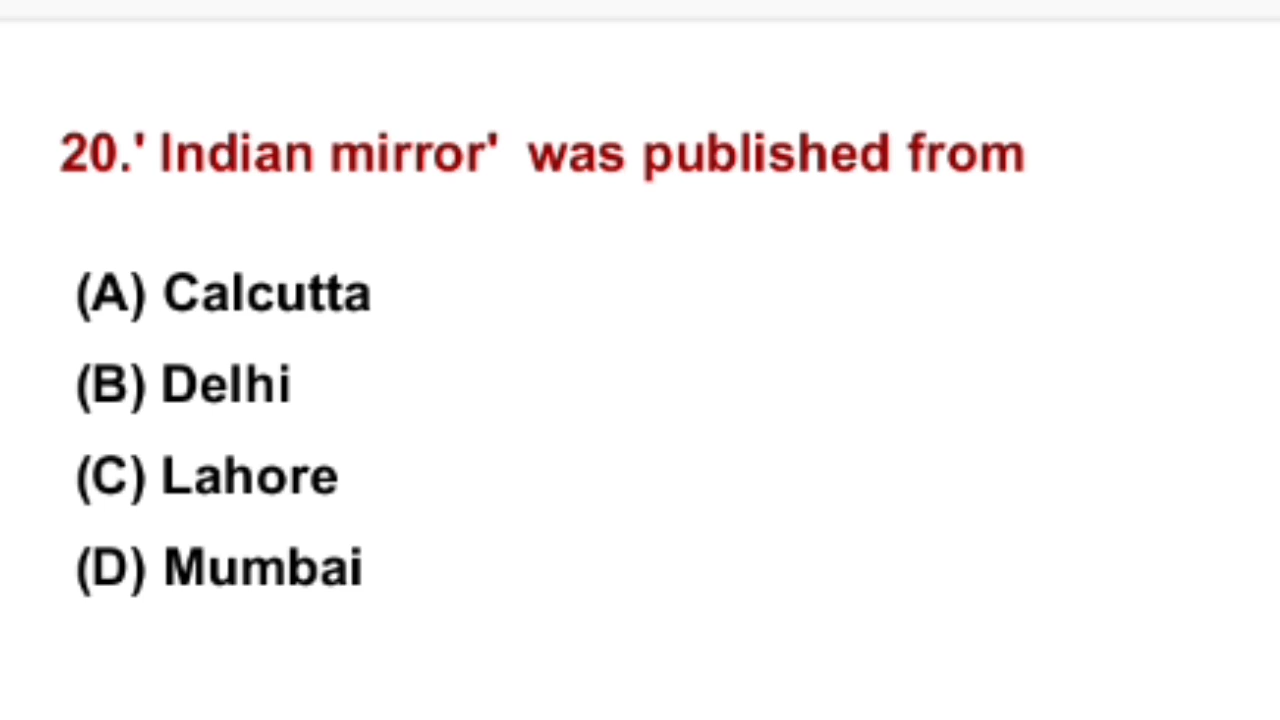 20.' Indian mirror'  was published from
(A) Calcutta
(B) Delhi
(C) Lahore
(D) Mumbai